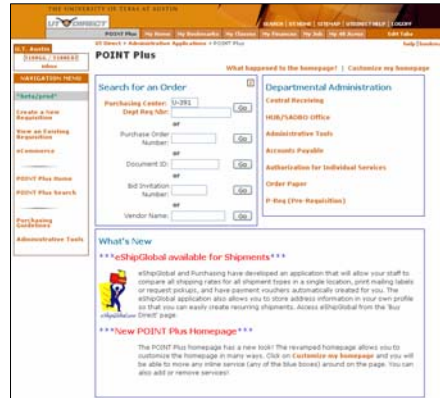 THE UNIVERSITY OF TEXAS AT AUSTIN
UT DIRECT
SEARCH | UT HOME | SITEMAP | UTDIRECT HELP | LOGOFF
POINT Plus My Home My Bookmarks My Classes My Finances My Job My All Access Edit Tabs
UT Direct > Administrative Applications > POINT Plus
U.T. Austin
Inbox
NAVIGATION MENU
*beta/prod*
Create a New
Requisition
View an Existing
Requisition
eCommerce
POINT Plus Home
POINT Plus Search
Purchasing
Guidelines
Administrative Tools
POINT Plus
What happened to the homepage? | Customize my homepage
Search for an Order
Purchasing Center: U-291
Dept Req Nbr: Go
or
Purchase Order
Number: Go
or
Document ID: Go
or
Bid Invitation
Number: Go
or
Vendor Name: Go
Departmental Administration
Central Receiving
HUB/SADBO Office
Administrative Tools
Accounts Payable
Authorization for Individual Services
Order Paper
P-Req (Pre-Requisition)
What's New
***eShipGlobal available for Shipments***
eShipGlobal and Purchasing have developed an application that will allow your staff to
compare all shipping rates for all shipment types in a single location, print mailing labels
or request pickups, and have payment vouchers automatically created for you. The
eShipGlobal application also allows you to store address information in your own profile
so that you can easily create recurring shipments. Access eShipGlobal from the 'Buy
Direct' page.
***New POINT Plus Homepage***
The POINT Plus homepage has a new look! The revamped homepage allows you to
customize the homepage in many ways. Click on Customize my homepage and you will
be able to move any inline service (any of the blue boxes) around on the page. You can
also add or remove services!